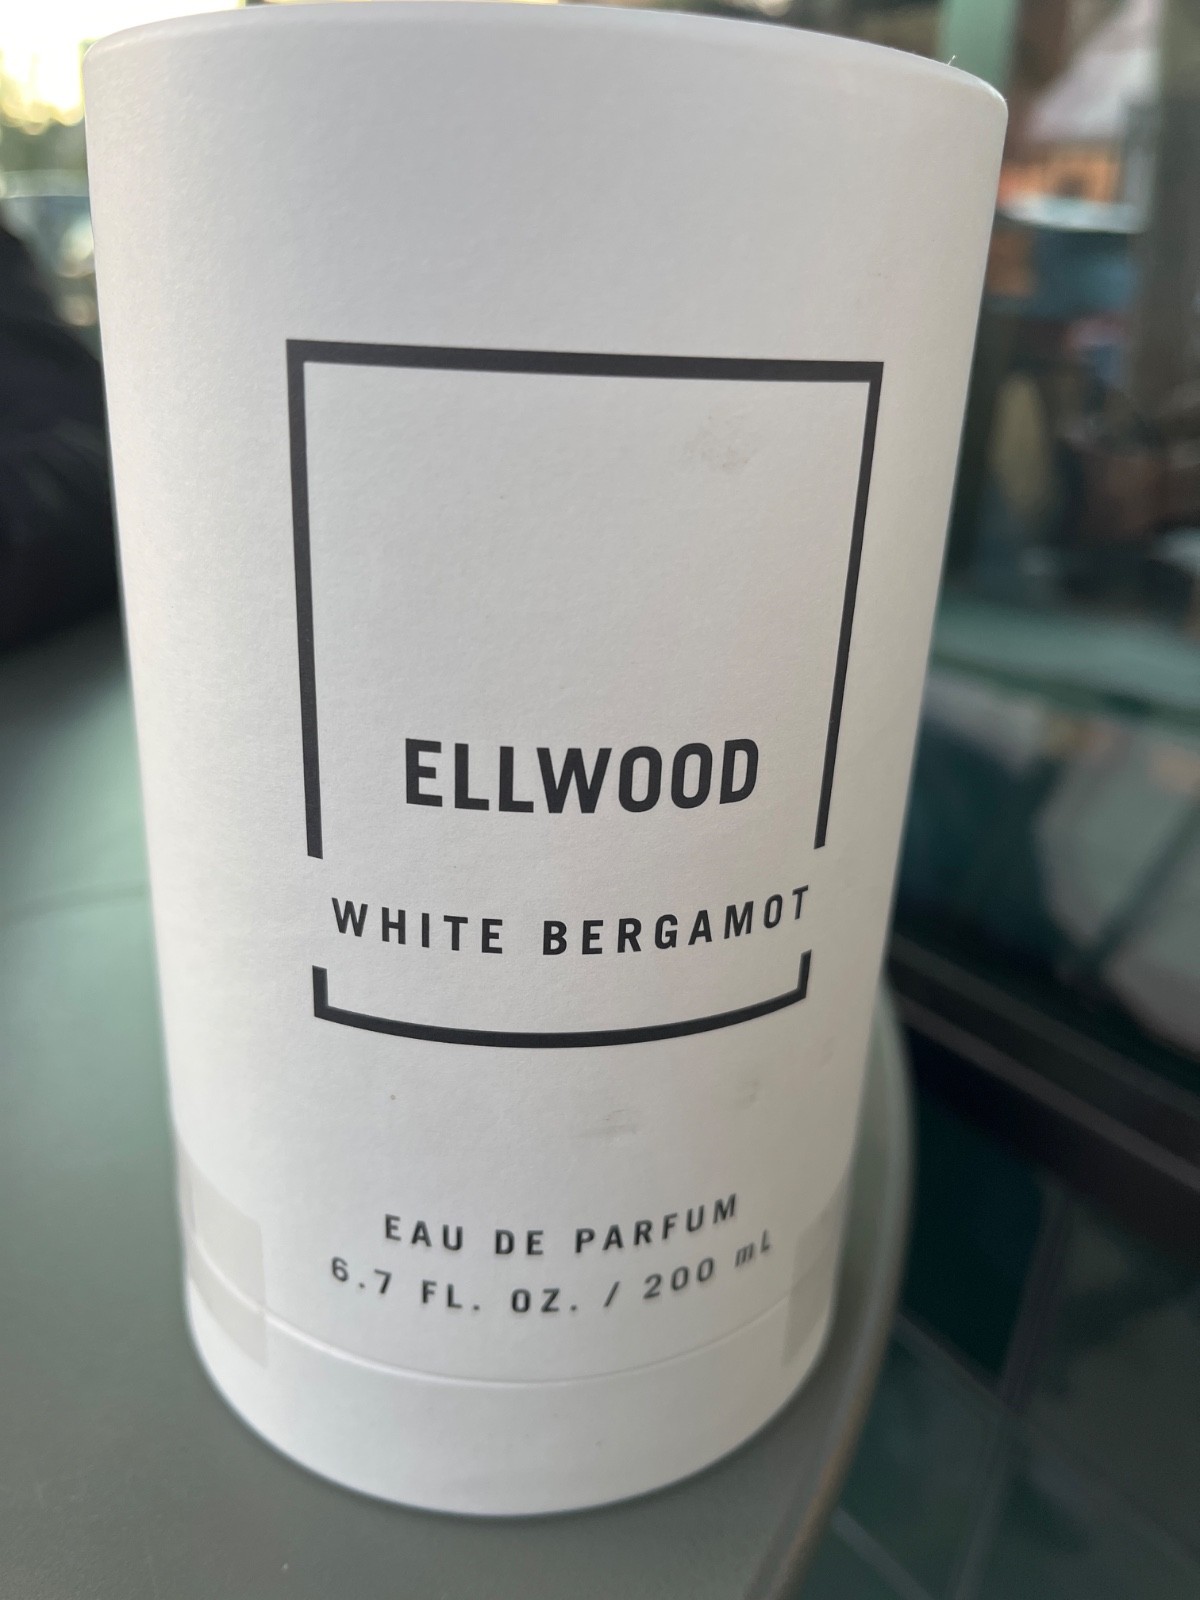 ELLWOOD
WHITE BERGAMOT
EAU DE PARFUM
6.7 FL. OZ. / 200 mL